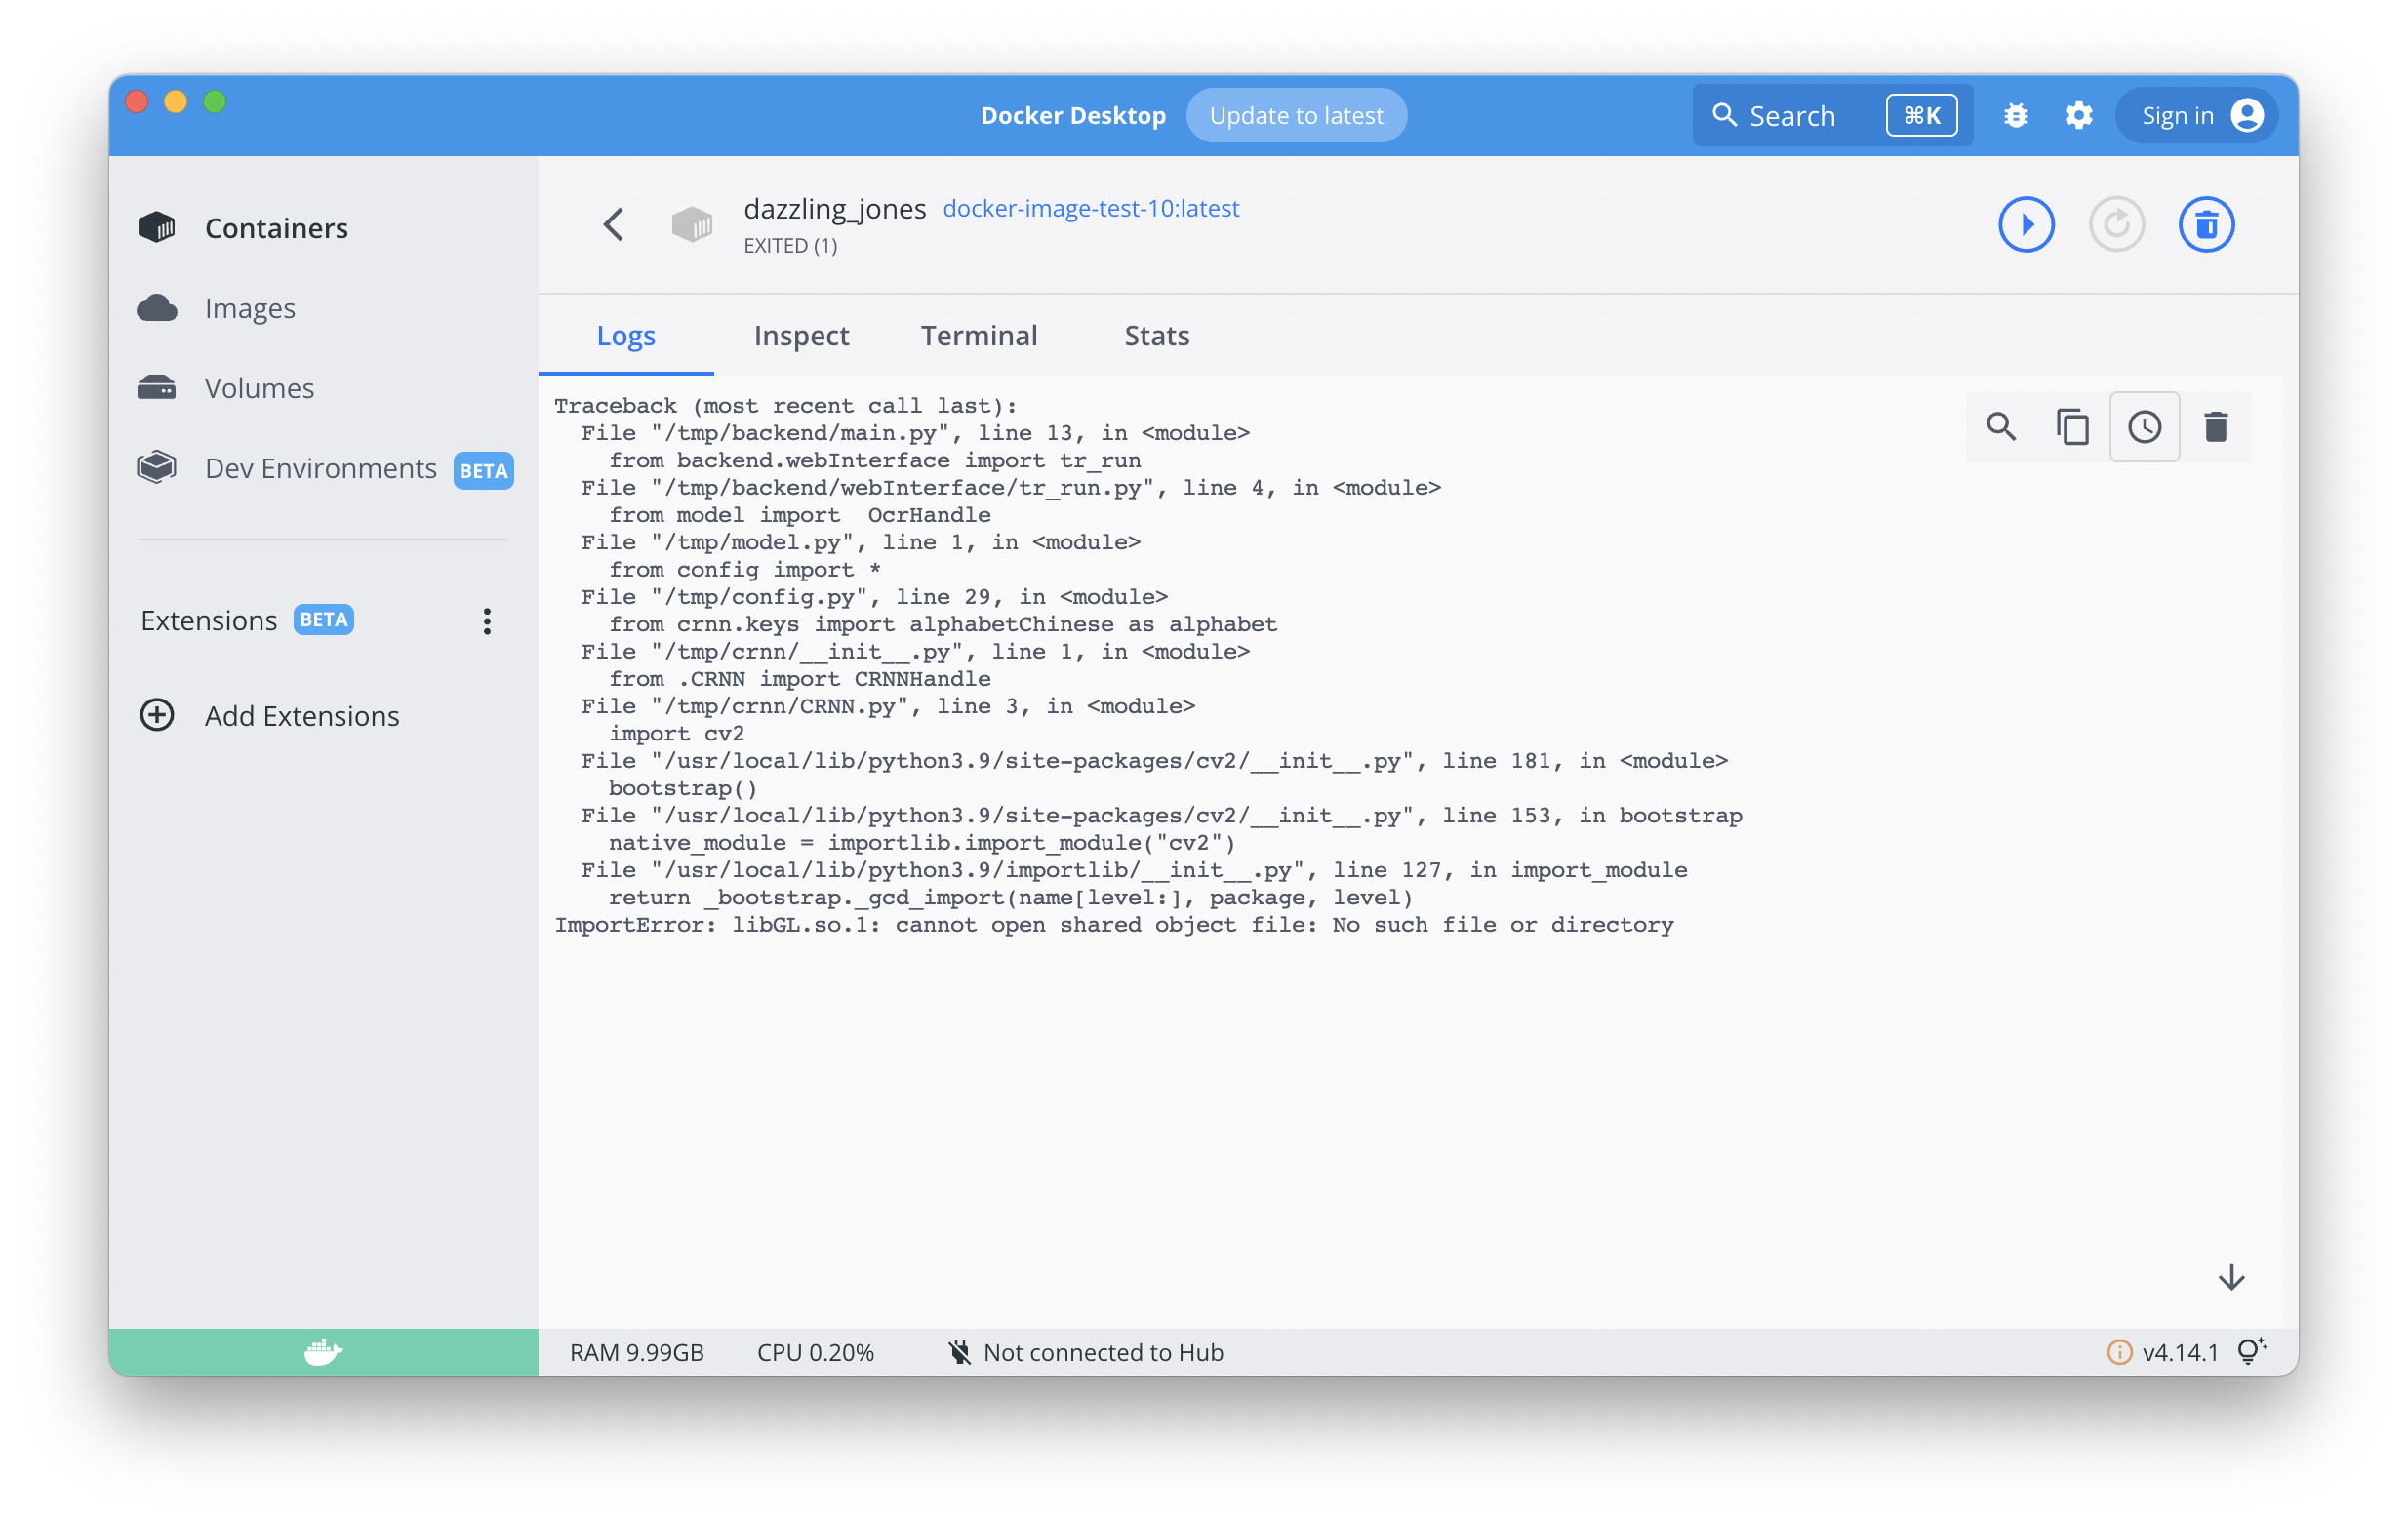 Docker Desktop Update to latest Search ⌘K Sign in
Containers
Images
Volumes
Dev Environments BETA
Extensions BETA
Add Extensions
dazzling_jones docker-image-test-10:latest
EXITED (1)
Logs Inspect Terminal Stats
Traceback (most recent call last):
  File "/tmp/backend/main.py", line 13, in <module>
    from backend.webInterface import tr_run
  File "/tmp/backend/webInterface/tr_run.py", line 4, in <module>
    from model import  OcrHandle
  File "/tmp/model.py", line 1, in <module>
    from config import *
  File "/tmp/config.py", line 29, in <module>
    from crnn.keys import alphabetChinese as alphabet
  File "/tmp/crnn/__init__.py", line 1, in <module>
    from .CRNN import CRNNHandle
  File "/tmp/crnn/CRNN.py", line 3, in <module>
    import cv2
  File "/usr/local/lib/python3.9/site-packages/cv2/__init__.py", line 181, in <module>
    bootstrap()
  File "/usr/local/lib/python3.9/site-packages/cv2/__init__.py", line 153, in bootstrap
    native_module = importlib.import_module("cv2")
  File "/usr/local/lib/python3.9/importlib/__init__.py", line 127, in import_module
    return _bootstrap._gcd_import(name[level:], package, level)
ImportError: libGL.so.1: cannot open shared object file: No such file or directory
RAM 9.99GB CPU 0.20% Not connected to Hub v4.14.1